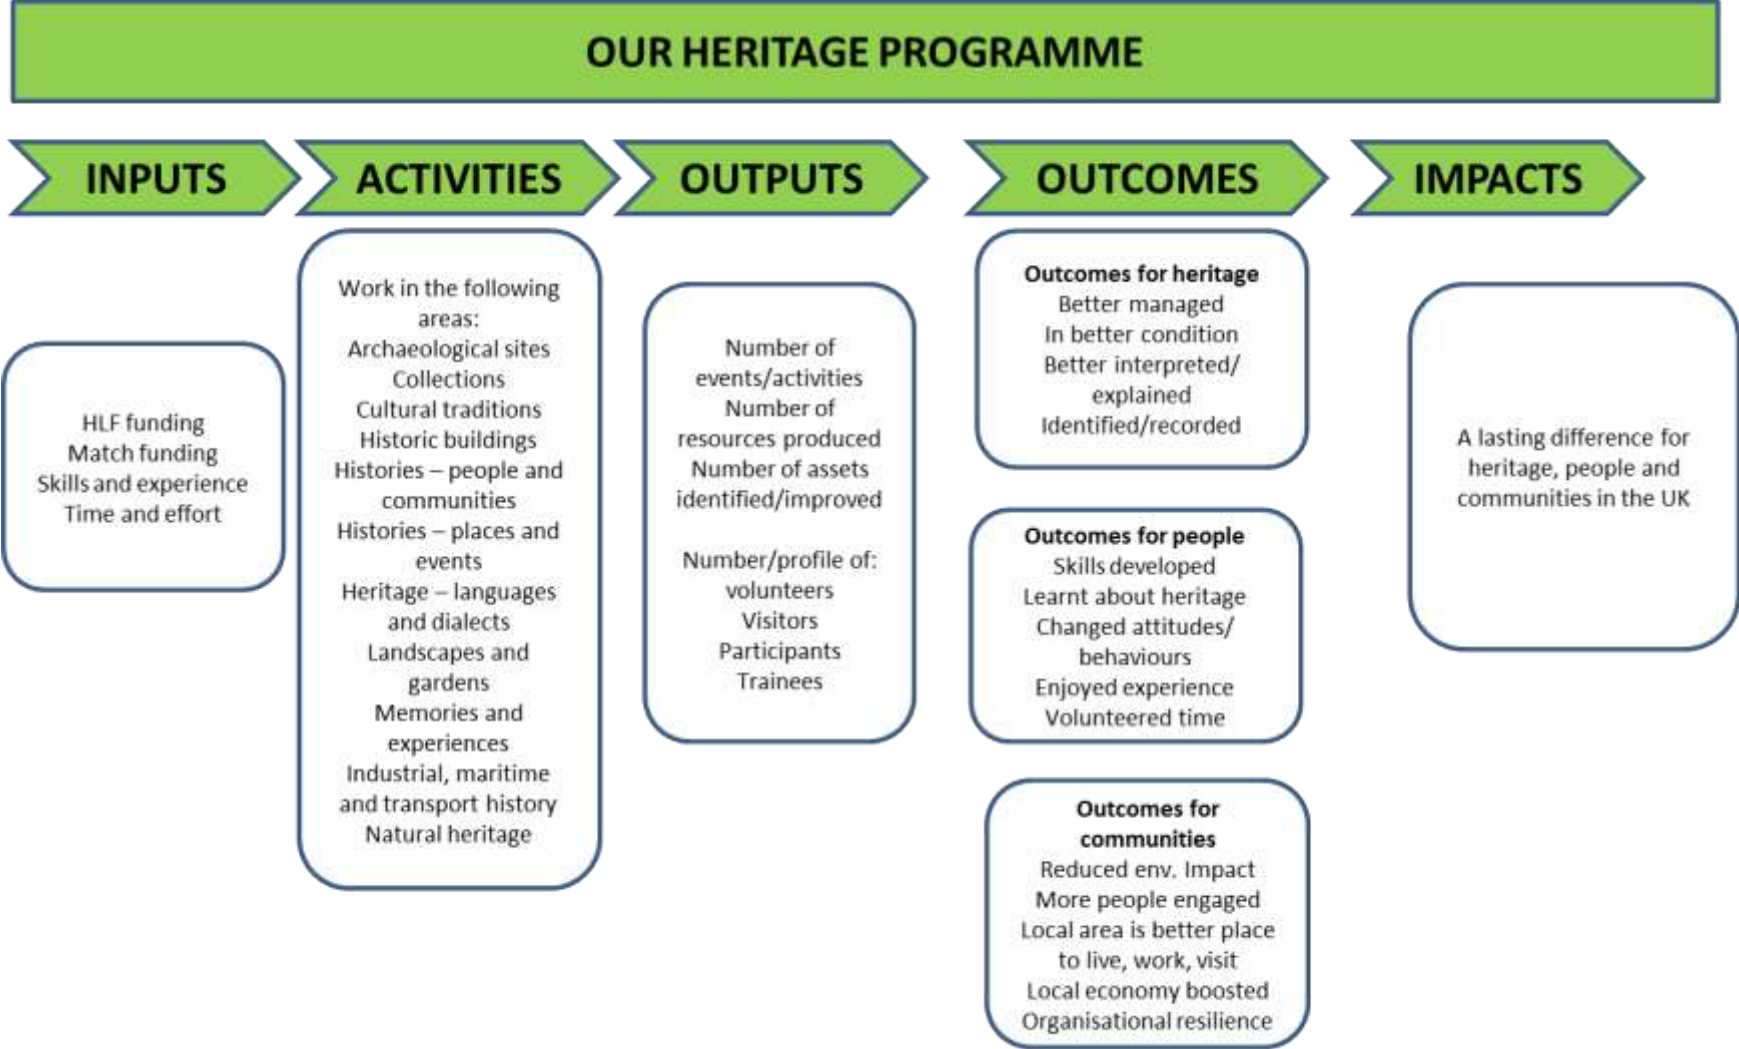 OUR HERITAGE PROGRAMME
INPUTS
ACTIVITIES
OUTPUTS
OUTCOMES
IMPACTS
HLF funding
Match funding
Skills and experience
Time and effort
Work in the following
areas:
Archaeological sites
Collections
Cultural traditions
Historic buildings
Histories – people and
communities
Histories – places and
events
Heritage – languages
and dialects
Landscapes and
gardens
Memories and
experiences
Industrial, maritime
and transport history
Natural heritage
Number of
events/activities
Number of
resources produced
Number of assets
identified/improved
Number/profile of:
volunteers
Visitors
Participants
Trainees
Outcomes for heritage
Better managed
In better condition
Better interpreted/
explained
Identified/recorded
Outcomes for people
Skills developed
Learnt about heritage
Changed attitudes/
behaviours
Enjoyed experience
Volunteered time
Outcomes for
communities
Reduced env. Impact
More people engaged
Local area is better place
to live, work, visit
Local economy boosted
Organisational resilience
A lasting difference for
heritage, people and
communities in the UK